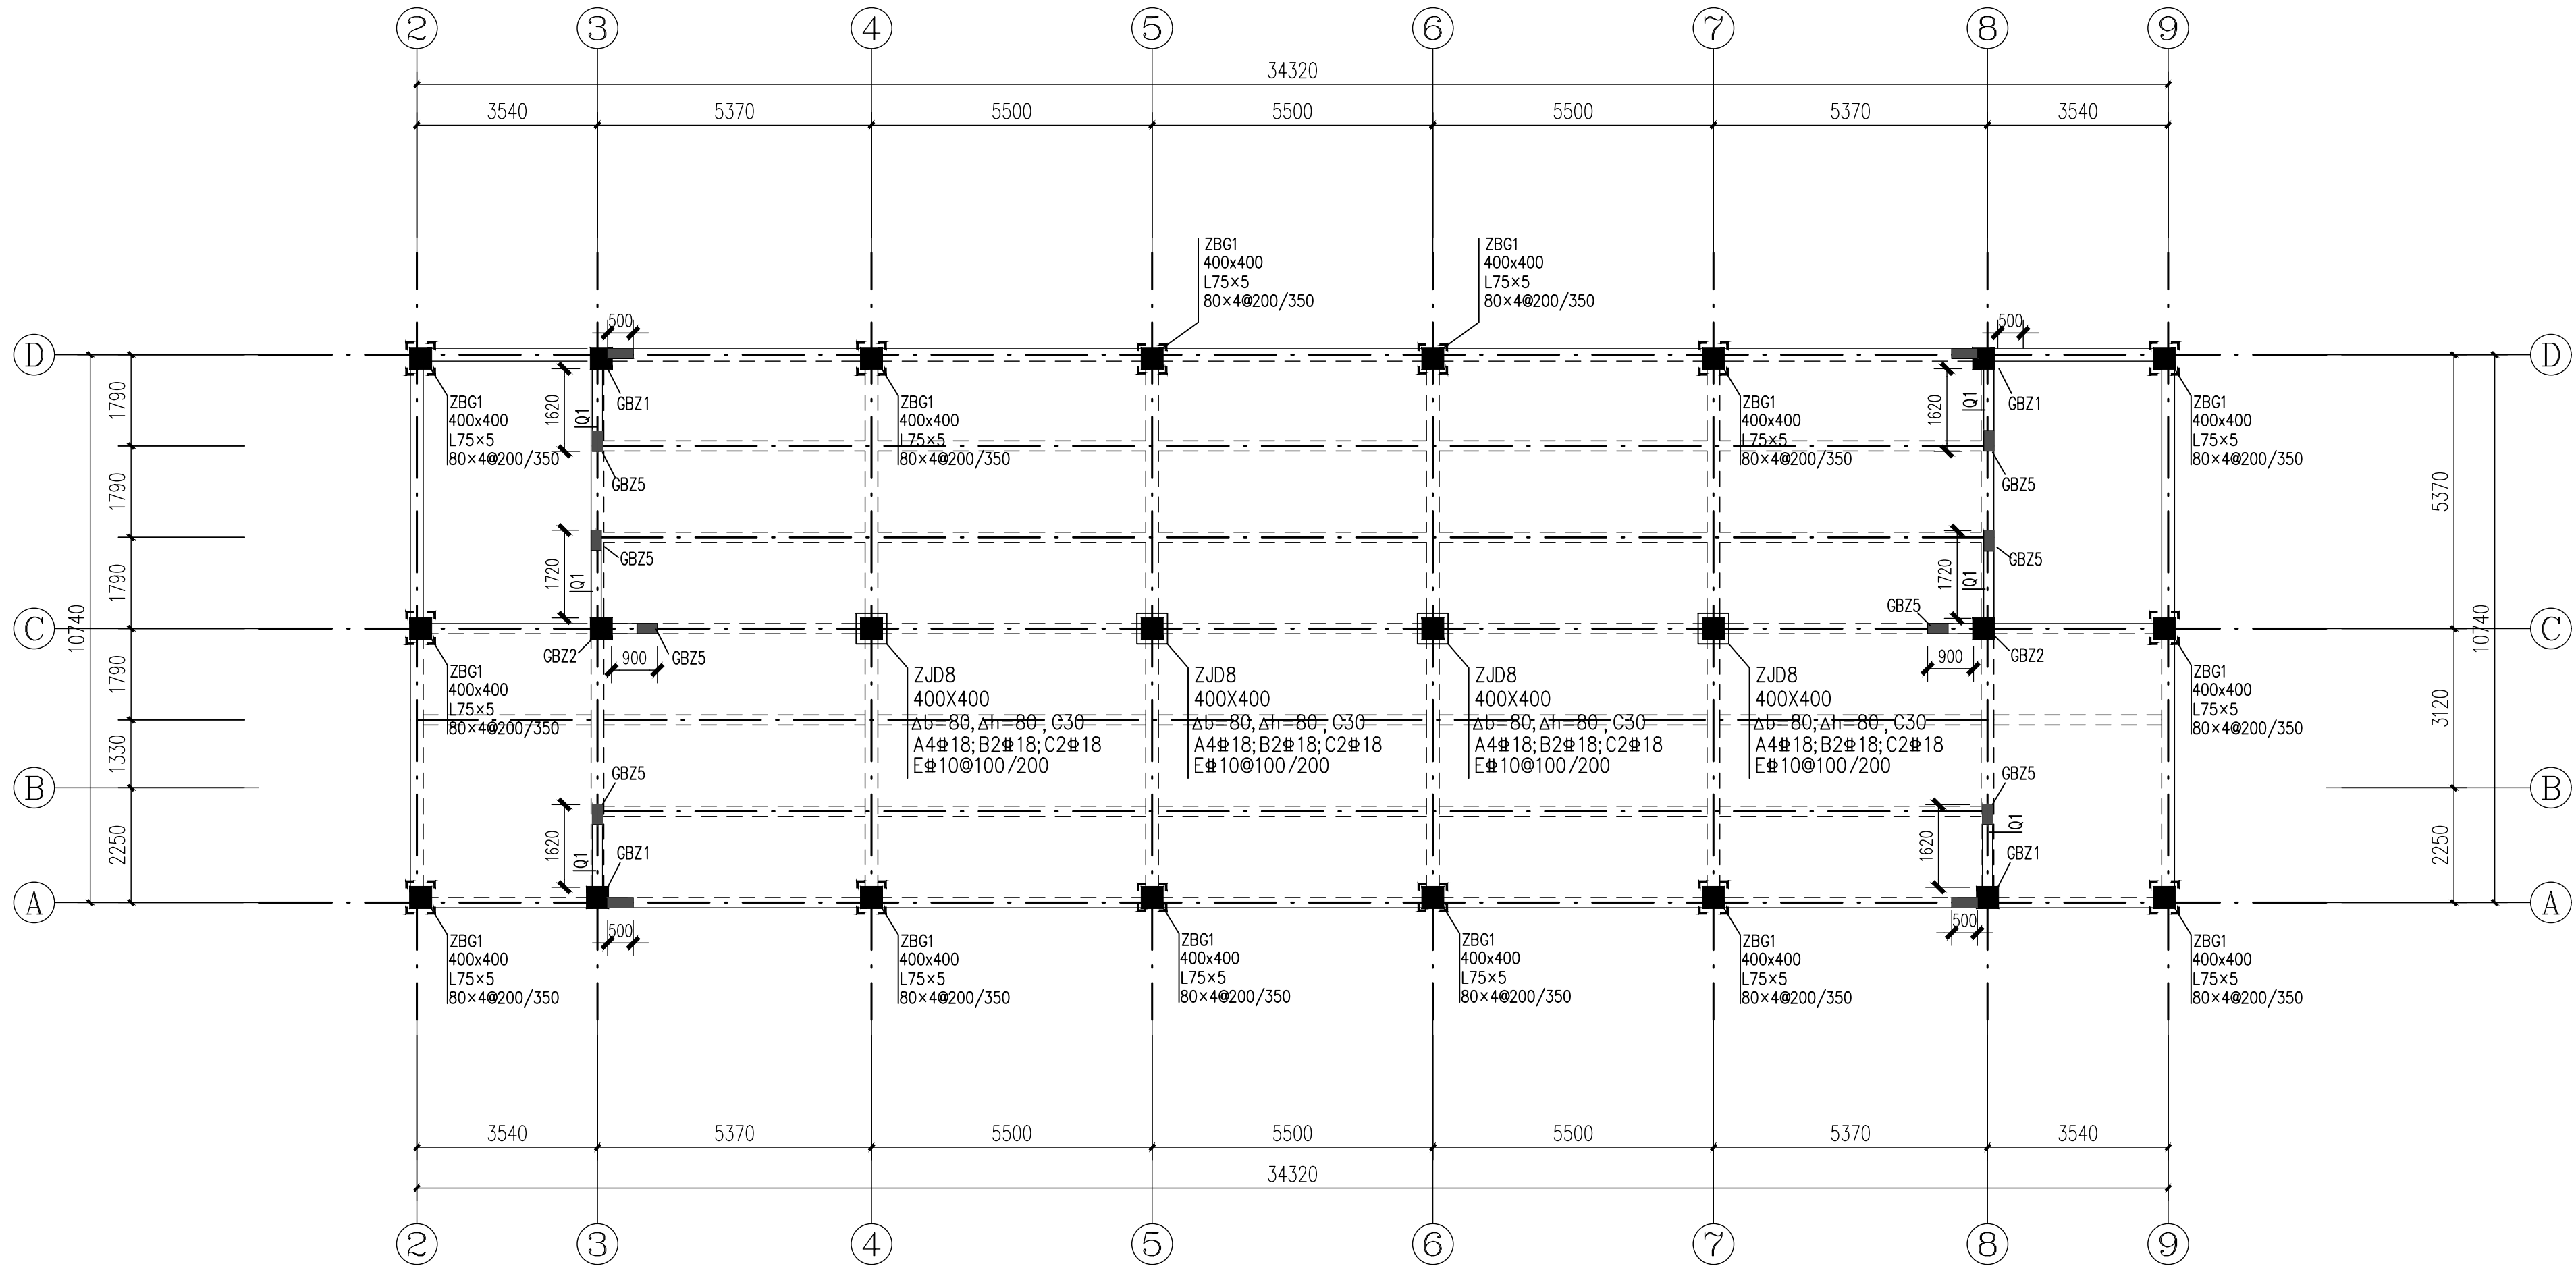 2 3 4 5 6 7 8 9
34320
3540 5370 5500 5500 5500 5370 3540
ZBG1
400x400
L75×5
80×4@200/350
ZBG1
400x400
L75×5
80×4@200/350
500
500
D
D
ZBG1
400x400
L75×5
80×4@200/350
1620
Q1
GBZ1
GBZ5
ZBG1
400x400
L75×5
80×4@200/350
ZBG1
400x400
L75×5
80×4@200/350
1620
Q1
GBZ1
GBZ5
ZBG1
400x400
L75×5
80×4@200/350
1790
1790
1790
1790
1330
2250
10740
5370
3120
2250
10740
1720
Q1
GBZ5
1720
Q1
GBZ5
GBZ5
C
C
GBZ2
900
GBZ5
900
GBZ2
ZBG1
400x400
L75×5
80×4@200/350
ZJD8
400X400
Δb=80,Δh=80,C30
A4⏀18;B2⏀18;C2⏀18
E⏀10@100/200
ZJD8
400X400
Δb=80,Δh=80,C30
A4⏀18;B2⏀18;C2⏀18
E⏀10@100/200
ZJD8
400X400
Δb=80,Δh=80,C30
A4⏀18;B2⏀18;C2⏀18
E⏀10@100/200
ZJD8
400X400
Δb=80,Δh=80,C30
A4⏀18;B2⏀18;C2⏀18
E⏀10@100/200
ZBG1
400x400
L75×5
80×4@200/350
B
B
GBZ5
1620
Q1
GBZ1
GBZ5
1620
Q1
GBZ1
A
A
500
500
ZBG1
400x400
L75×5
80×4@200/350
ZBG1
400x400
L75×5
80×4@200/350
ZBG1
400x400
L75×5
80×4@200/350
ZBG1
400x400
L75×5
80×4@200/350
ZBG1
400x400
L75×5
80×4@200/350
ZBG1
400x400
L75×5
80×4@200/350
3540 5370 5500 5500 5500 5370 3540
34320
2 3 4 5 6 7 8 9